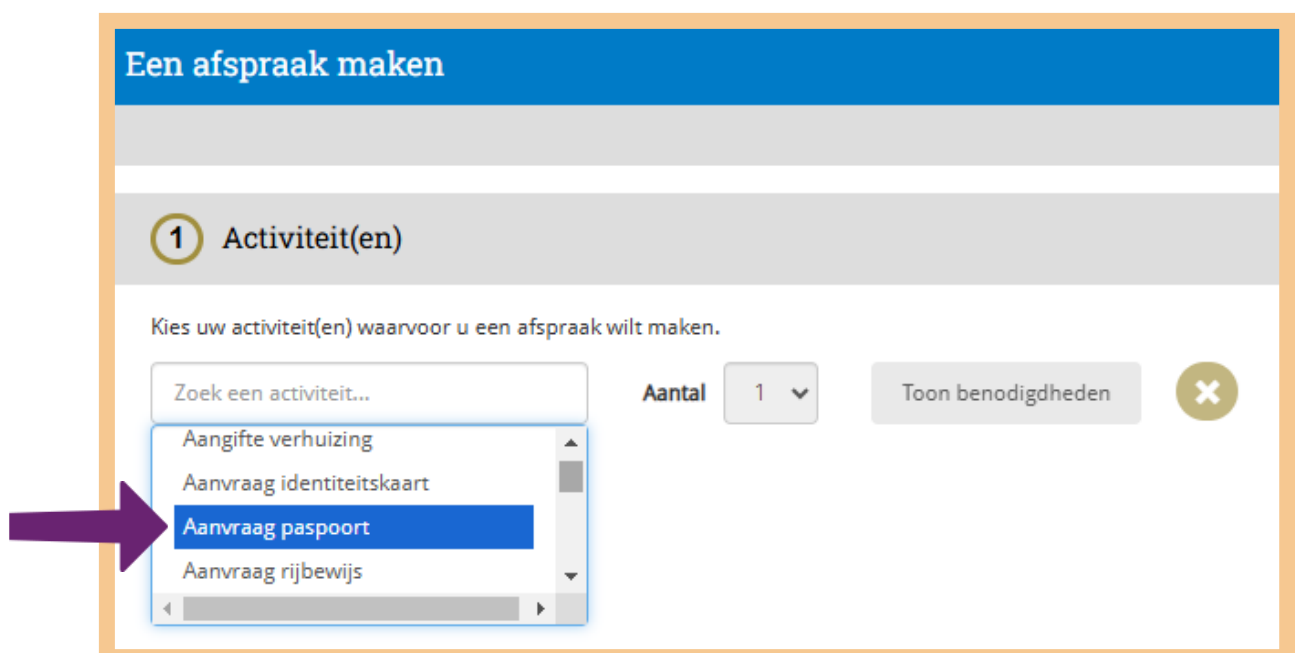 Een afspraak maken
1 Activiteit(en)
Kies uw activiteit(en) waarvoor u een afspraak wilt maken.
Zoek een activiteit... Aantal 1 Toon benodigdheden
Aangifte verhuizing
Aanvraag identiteitskaart
Aanvraag paspoort
Aanvraag rijbewijs